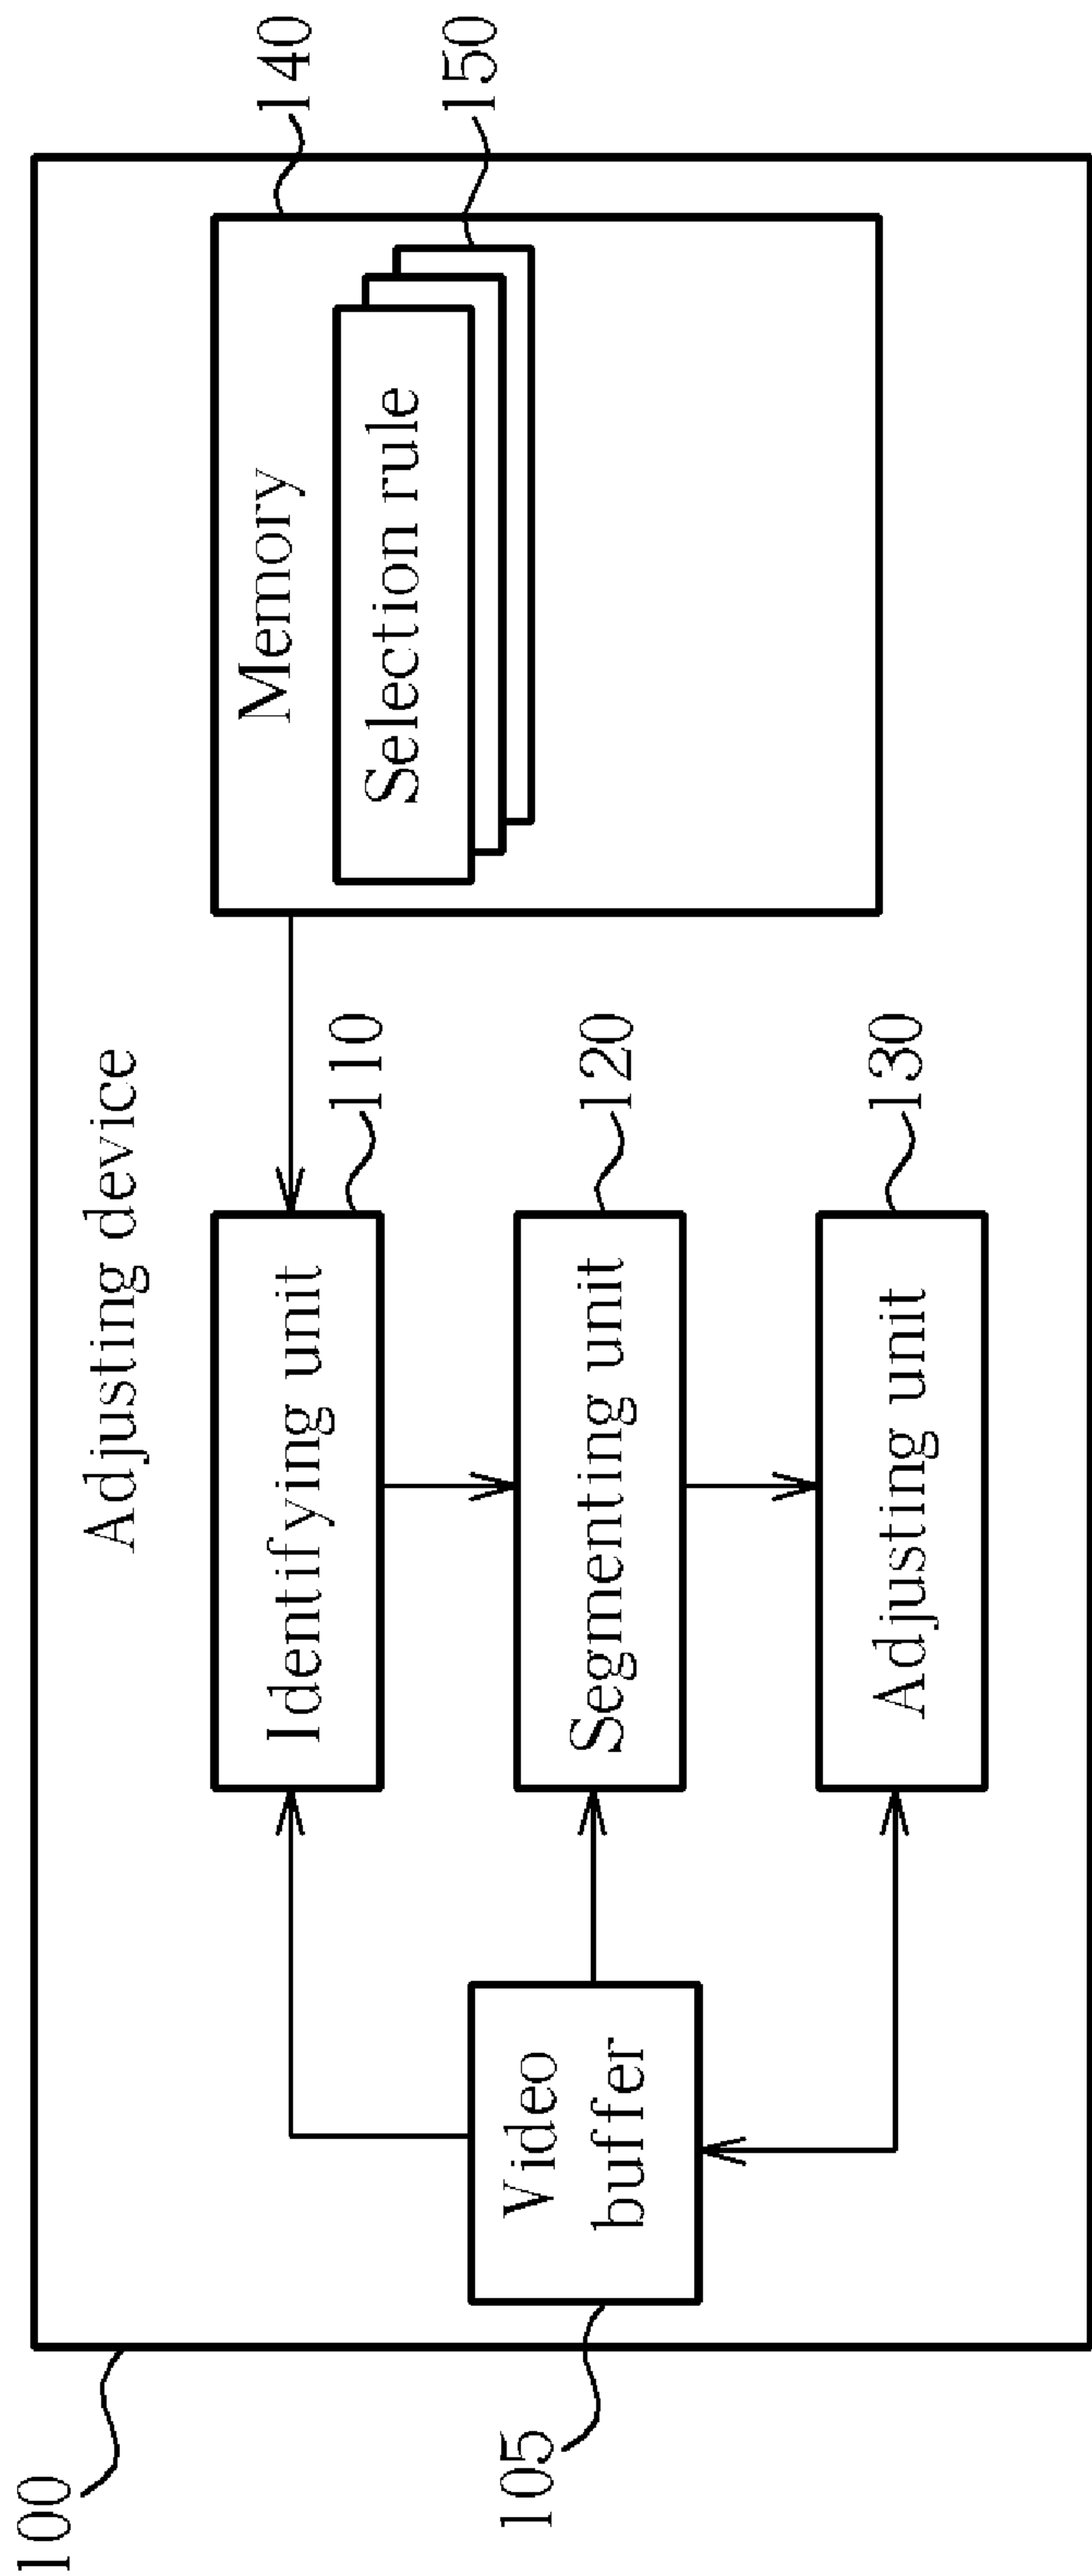 100
Adjusting device
105
Video
buffer
Identifying unit
110
Segmenting unit
120
Adjusting unit
130
Memory
140
Selection rule
150